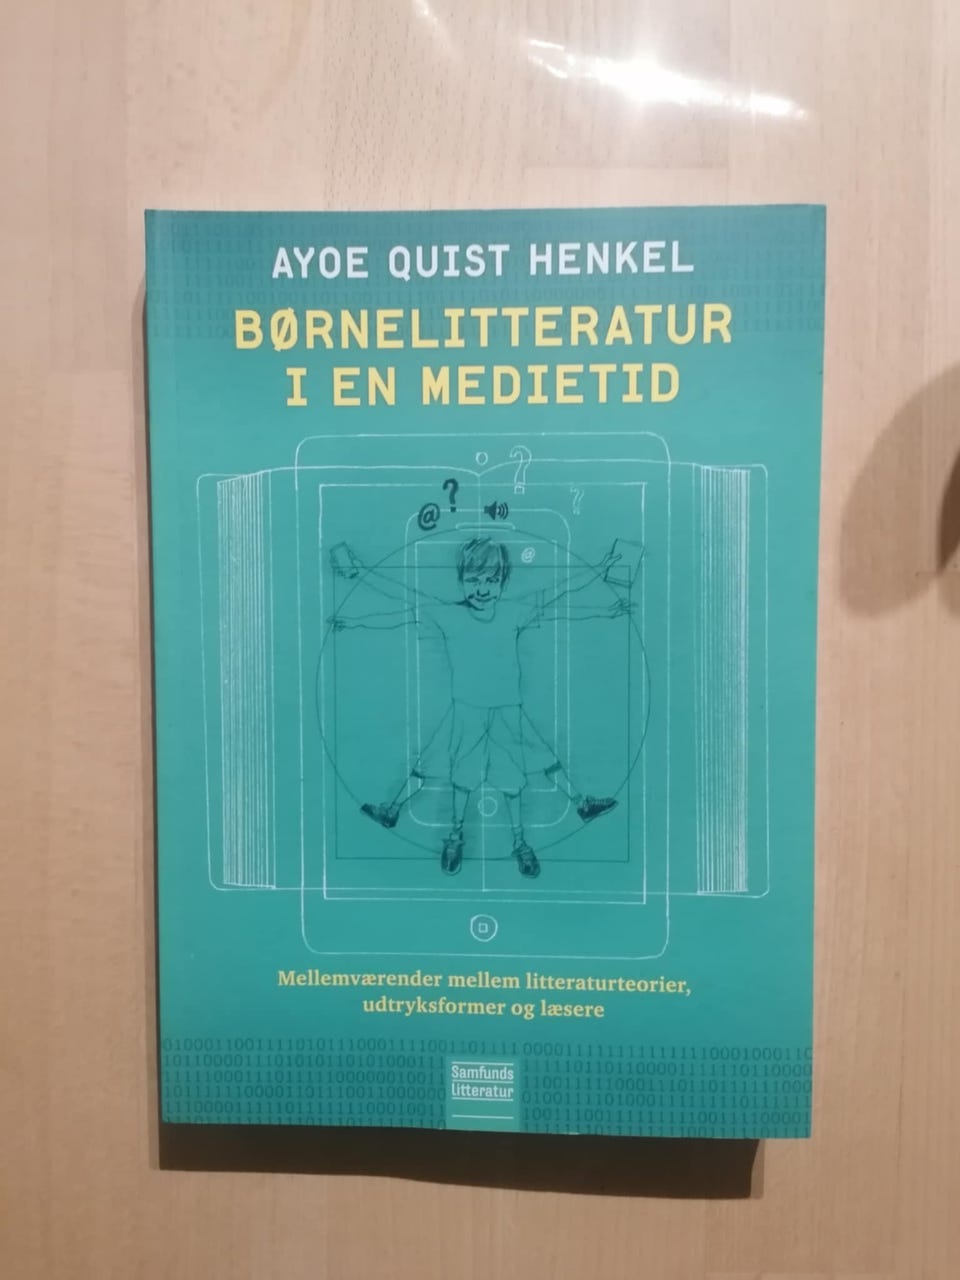 AYOE QUIST HENKEL
BØRNELITTERATUR
I EN MEDIETID
?
?
?
@
@
Mellemværender mellem litteraturteorier,
udtryksformer og læsere
Samfunds
litteratur